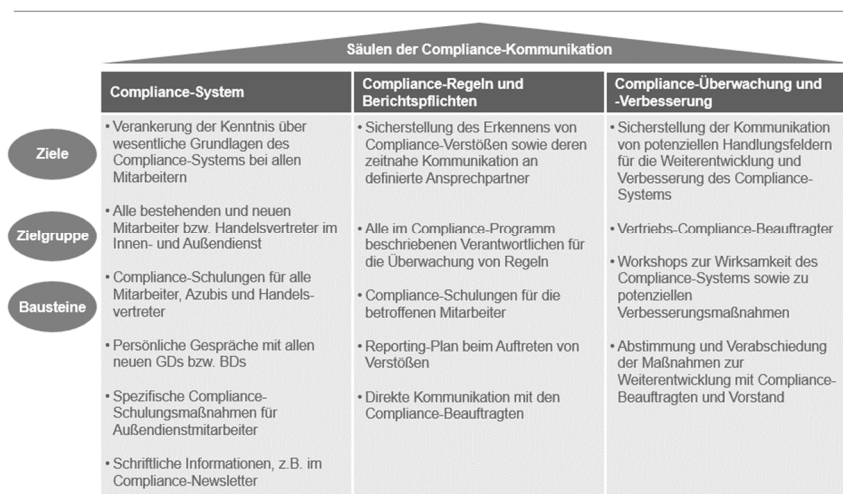 Säulen der Compliance-Kommunikation
Compliance-System
Compliance-Regeln und
Berichtspflichten
Compliance-Überwachung und
-Verbesserung
Ziele
• Verankerung der Kenntnis über
wesentliche Grundlagen des
Compliance-Systems bei allen
Mitarbeitern
• Sicherstellung des Erkennens von
Compliance-Verstößen sowie deren
zeitnahe Kommunikation an
definierte Ansprechpartner
• Sicherstellung der Kommunikation
von potenziellen Handlungsfeldern
für die Weiterentwicklung und
Verbesserung des Compliance-
Systems
Zielgruppe
• Alle bestehenden und neuen
Mitarbeiter bzw. Handelsvertreter im
Innen- und Außendienst
• Alle im Compliance-Programm
beschriebenen Verantwortlichen für
die Überwachung von Regeln
• Vertriebs-Compliance-Beauftragter
Bausteine
• Compliance-Schulungen für alle
Mitarbeiter, Azubis und Handels-
vertreter
• Persönliche Gespräche mit allen
neuen GDs bzw. BDs
• Spezifische Compliance-
Schulungsmaßnahmen für
Außendienstmitarbeiter
• Schriftliche Informationen, z.B. im
Compliance-Newsletter
• Compliance-Schulungen für die
betroffenen Mitarbeiter
• Reporting-Plan beim Auftreten von
Verstößen
• Direkte Kommunikation mit den
Compliance-Beauftragten
• Workshops zur Wirksamkeit des
Compliance-Systems sowie zu
potenziellen
Verbesserungsmaßnahmen
• Abstimmung und Verabschiedung
der Maßnahmen zur
Weiterentwicklung mit Compliance-
Beauftragten und Vorstand